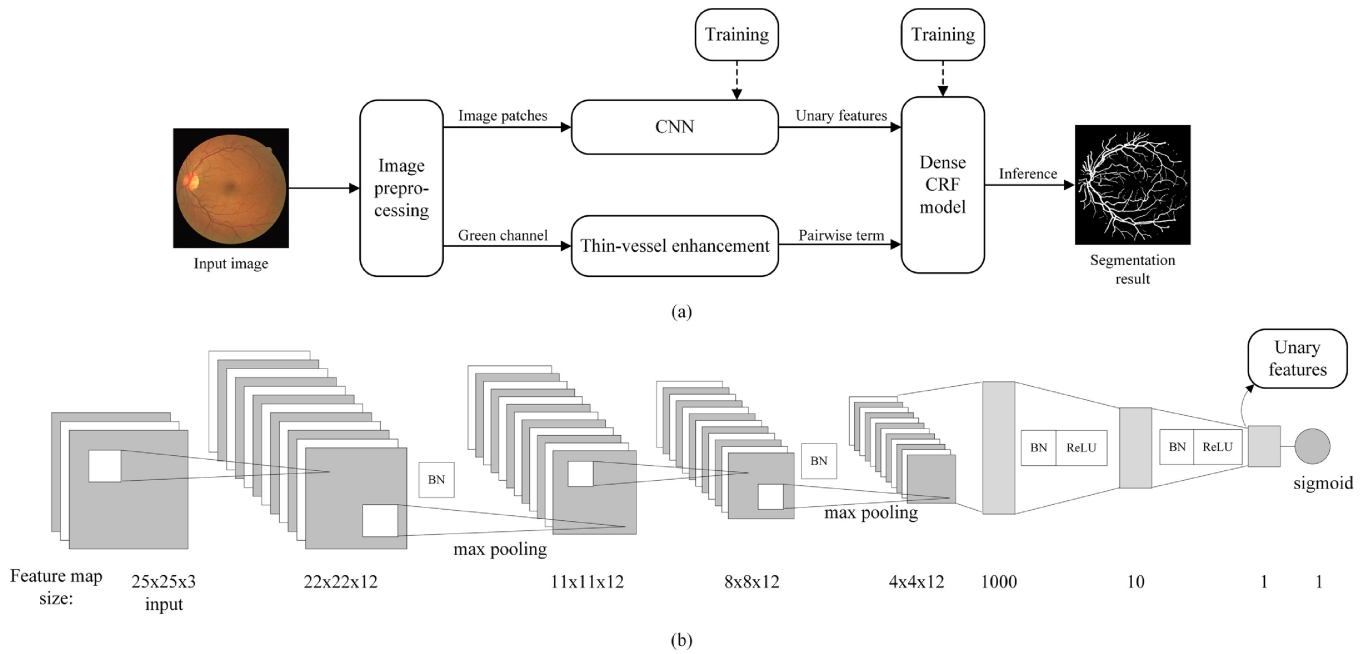 Training
Training
Image patches
CNN
Unary features
Image
prepro-
cessing
Dense
CRF
model
Inference
Green channel
Thin-vessel enhancement
Pairwise term
Input image
Segmentation
result
(a)
Unary
features
BN
BN
BN
ReLU
BN
ReLU
sigmoid
max pooling
max pooling
Feature map
size:
25x25x3
input
22x22x12
11x11x12
8x8x12
4x4x12
1000
10
1
1
(b)